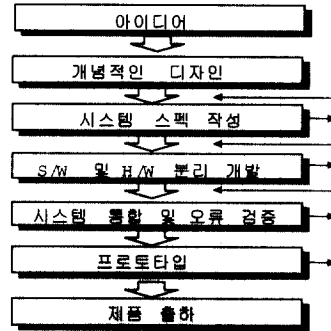 아이디어
개념적인 디자인
시스템 스펙 작성
S/W 및 H/W 분리 개발
시스템 통합 및 오류 검증
프로토타입
제품 출하